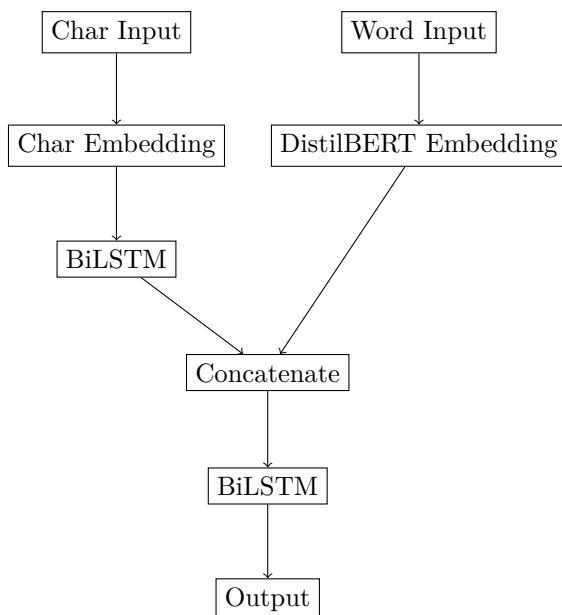 Char Input
Word Input
Char Embedding
DistilBERT Embedding
BiLSTM
Concatenate
BiLSTM
Output